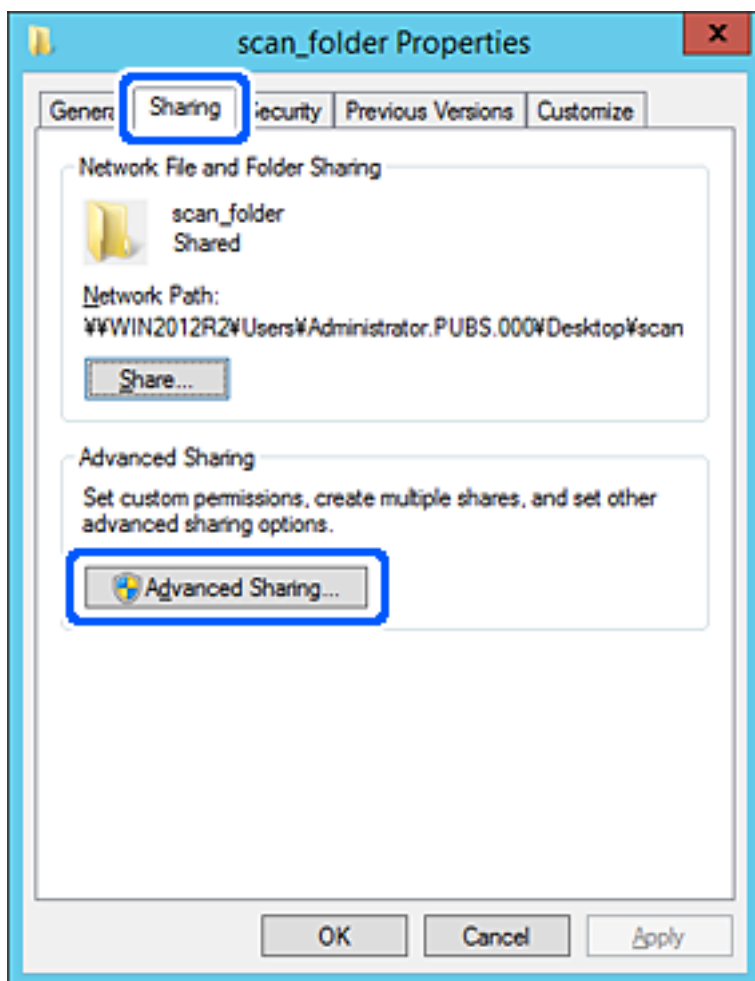 scan_folder Properties
x
Genera Sharing Security Previous Versions Customize
Network File and Folder Sharing
scan_folder
Shared
Network Path:
¥¥WIN2012R2¥Users¥Administrator.PUBS.000¥Desktop¥scan
Share...
Advanced Sharing
Set custom permissions, create multiple shares, and set other
advanced sharing options.
Advanced Sharing...
OK Cancel Apply